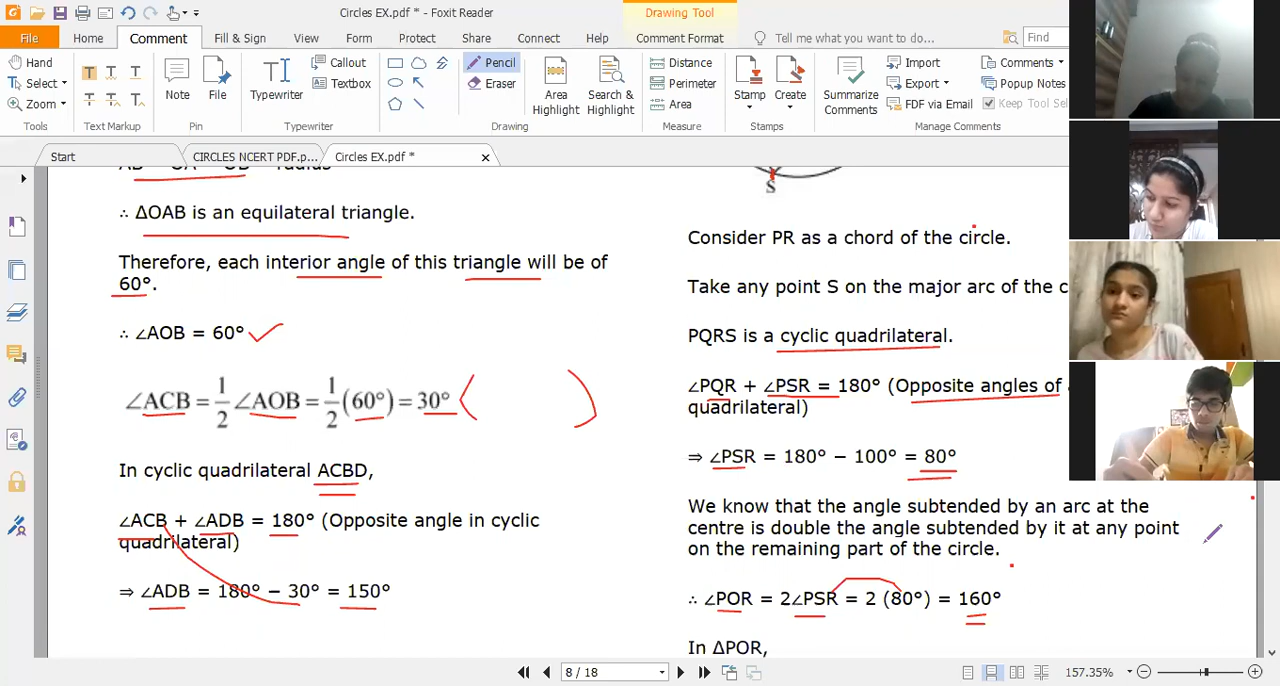 Circles EX.pdf * - Foxit Reader
Drawing Tool
File
Home
Comment
Fill & Sign
View
Form
Protect
Share
Connect
Help
Comment Format
Tell me what you want to do..
Find
Hand
Select
Zoom
Tools
Text Markup
Note
File
Pin
Typewriter
Callout
Textbox
Typewriter
Pencil
Eraser
Drawing
Area Highlight
Search & Highlight
Distance
Perimeter
Area
Measure
Stamp
Create
Stamps
Summarize Comments
Import
Export
FDF via Email
Comments
Popup Notes
Keep Tool Sel
Manage Comments
Start
CIRCLES NCERT PDF.p...
Circles EX.pdf *
∴ ΔOAB is an equilateral triangle.
Therefore, each interior angle of this triangle will be of
60°.
∴ ∠AOB = 60°
∠ACB = 1/2 ∠AOB = 1/2 (60°) = 30°
In cyclic quadrilateral ACBD,
∠ACB + ∠ADB = 180° (Opposite angle in cyclic
quadrilateral)
⇒ ∠ADB = 180° − 30° = 150°
S
Consider PR as a chord of the circle.
Take any point S on the major arc of the c
PQRS is a cyclic quadrilateral.
∠PQR + ∠PSR = 180° (Opposite angles of
quadrilateral)
⇒ ∠PSR = 180° − 100° = 80°
We know that the angle subtended by an arc at the
centre is double the angle subtended by it at any point
on the remaining part of the circle.
∴ ∠POR = 2∠PSR = 2 (80°) = 160°
In ΔPOR,
8 / 18
157.35%